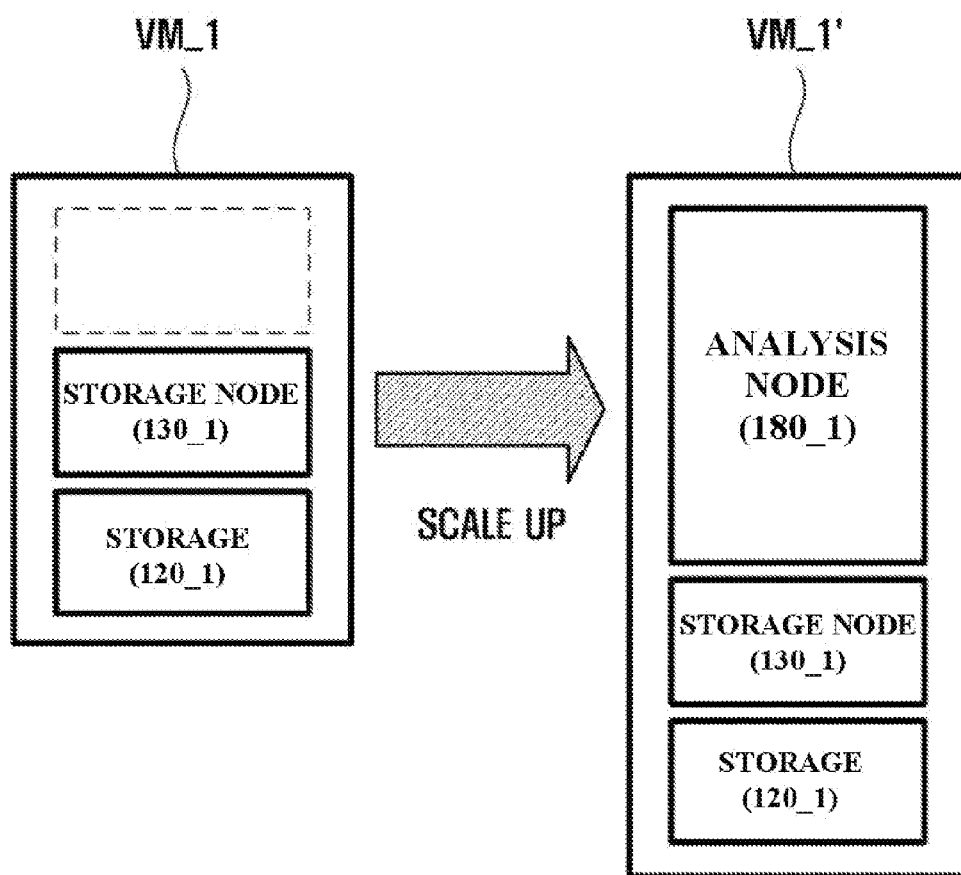 VM_1
VM_1'
STORAGE NODE
(130_1)
STORAGE
(120_1)
SCALE UP
ANALYSIS
NODE
(180_1)
STORAGE NODE
(130_1)
STORAGE
(120_1)